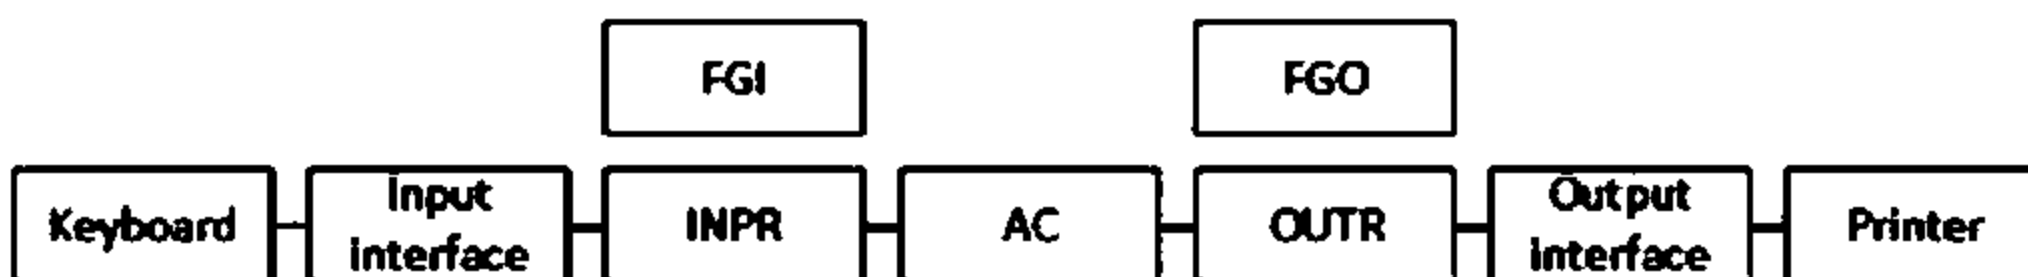 FGI
FGO
Keyboard
Input
interface
INPR
AC
OUTR
Output
interface
Printer